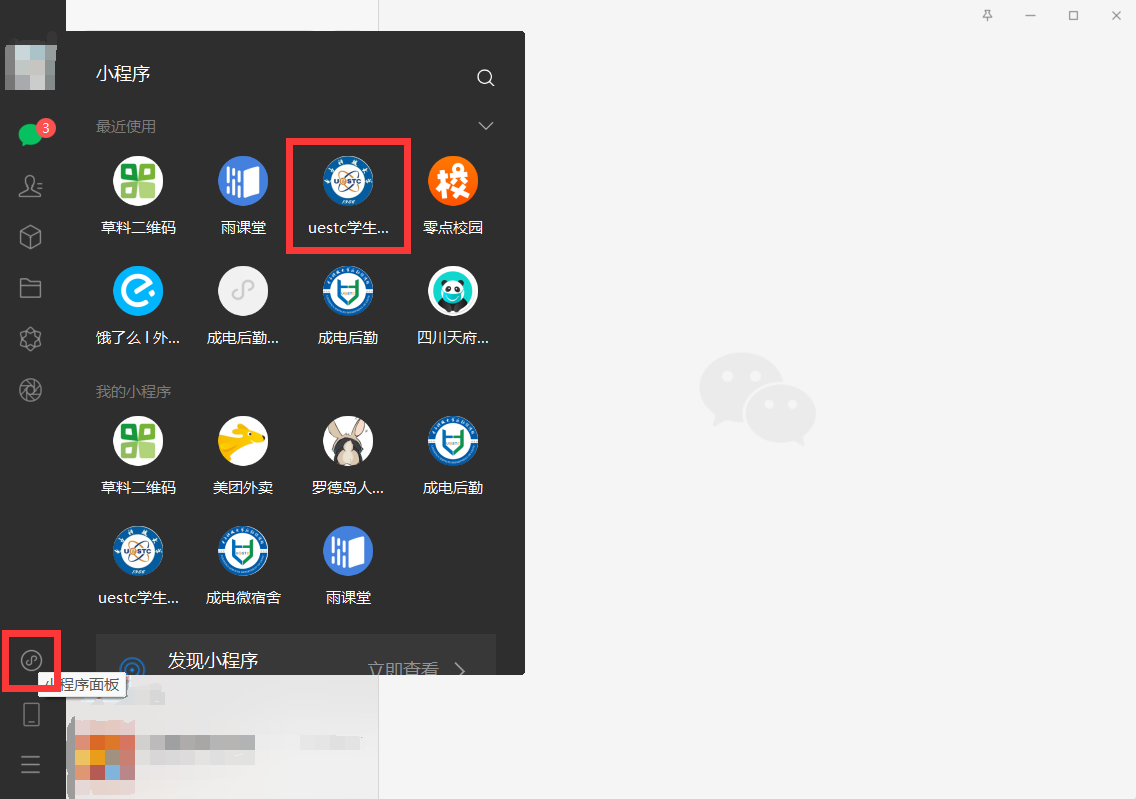 小程序
3
最近使用
草料二维码
雨课堂
uestc学生...
零点校园
饿了么 l 外...
成电后勤...
成电后勤
四川天府...
我的小程序
草料二维码
美团外卖
罗德岛人...
成电后勤
uestc学生...
成电微宿舍
雨课堂
发现小程序
立即查看
小程序面板